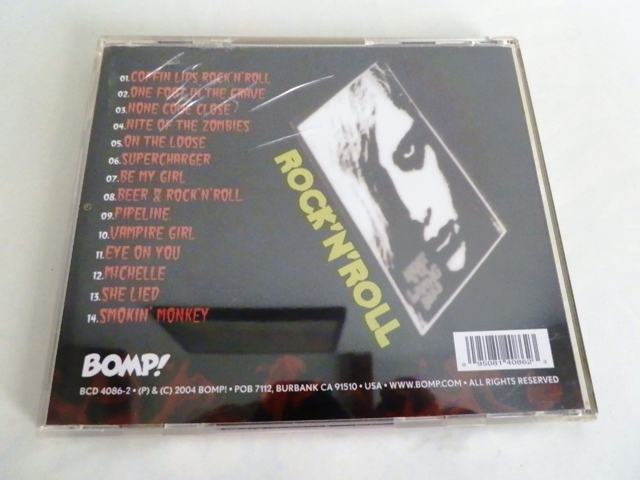 01. COFFIN LIDS ROCK'N'ROLL
02. ONE FOOT IN THE GRAVE
03. NONE COME CLOSE
04. NITE OF THE ZOMBIES
05. ON THE LOOSE
06. SUPERCHARGER
07. BE MY GIRL
08. BEER & ROCK'N'ROLL
09. PIPELINE
10. VAMPIRE GIRL
11. EYE ON YOU
12. MICHELLE
13. SHE LIED
14. SMOKIN' MONKEY
ROCK'N'ROLL
BOMP!
BCD 4086-2 • (P) & (C) 2004 BOMP! • POB 7112, BURBANK CA 91510 • USA • WWW.BOMP.COM • ALL RIGHTS RESERVED
95081 40862